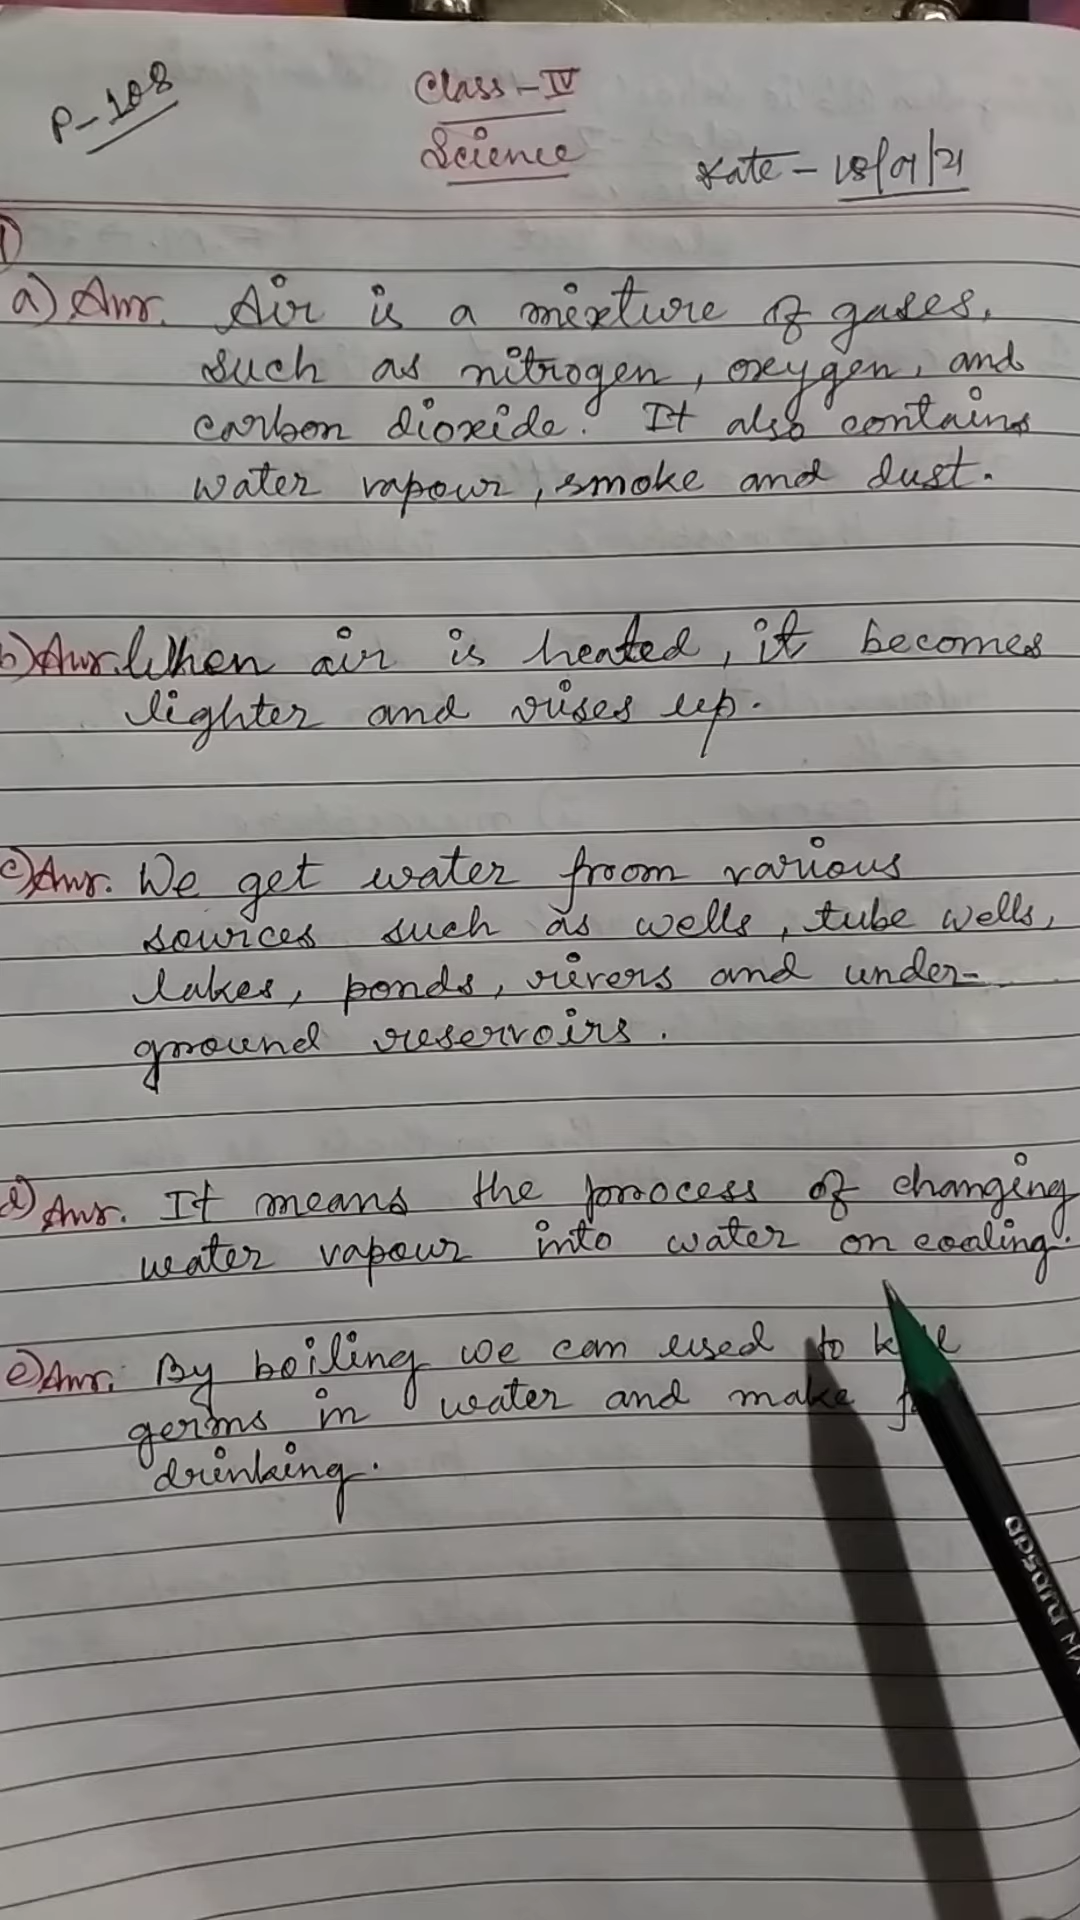 P-108
Class-IV
Science
Date - 18/01/21
1)
a) Ans. Air is a mixture of gases,
such as nitrogen, oxygen, and
carbon dioxide. It also contains
water vapour, smoke and dust.
b) Ans. When air is heated, it becomes
lighter and rises up.
c) Ans. We get water from various
sources such as wells, tube wells,
lakes, ponds, rivers and under-
ground reservoirs.
d) Ans. It means the process of changing
water vapour into water on cooling.
e) Ans. By boiling we can used to
germs in water and make
drinking.
apsara